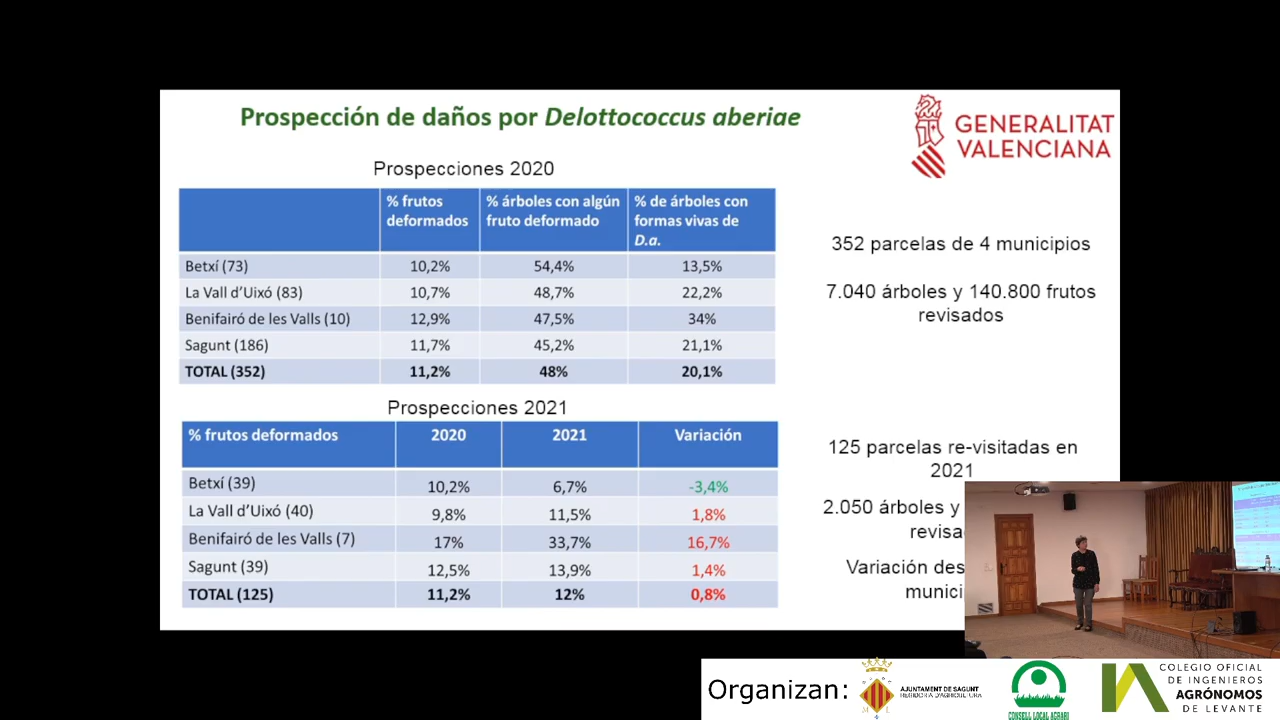 Prospección de daños por Delottococcus aberiae
GENERALITAT
VALENCIANA
Prospecciones 2020
% frutos deformados % árboles con algún fruto deformado % de árboles con formas vivas de D.a.
Betxí (73) 10,2% 54,4% 13,5%
La Vall d'Uixó (83) 10,7% 48,7% 22,2%
Benifairó de les Valls (10) 12,9% 47,5% 34%
Sagunt (186) 11,7% 45,2% 21,1%
TOTAL (352) 11,2% 48% 20,1%
352 parcelas de 4 municipios
7.040 árboles y 140.800 frutos
revisados
Prospecciones 2021
% frutos deformados 2020 2021 Variación
Betxí (39) 10,2% 6,7% -3,4%
La Vall d'Uixó (40) 9,8% 11,5% 1,8%
Benifairó de les Valls (7) 17% 33,7% 16,7%
Sagunt (39) 12,5% 13,9% 1,4%
TOTAL (125) 11,2% 12% 0,8%
125 parcelas re-visitadas en
2021
2.050 árboles y
revisa
Variación des
munici
Organizan:
AJUNTAMENT DE SAGUNT
REGIDORIA D'AGRICULTURA
CONSELL LOCAL AGRARI
COLEGIO OFICIAL
DE INGENIEROS
AGRÓNOMOS
DE LEVANTE